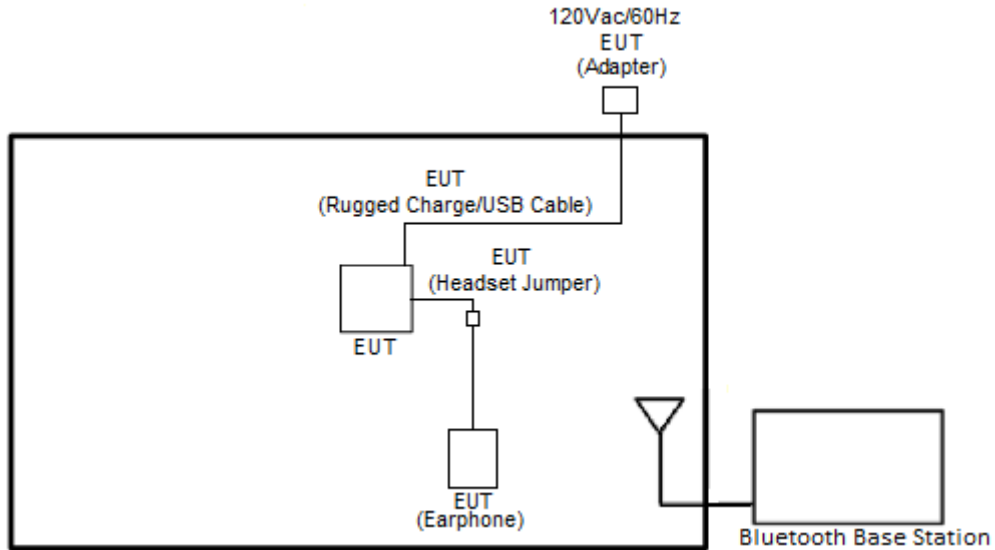 120Vac/60Hz
EUT
(Adapter)
EUT
(Rugged Charge/USB Cable)
EUT
(Headset Jumper)
EUT
EUT
(Earphone)
Bluetooth Base Station